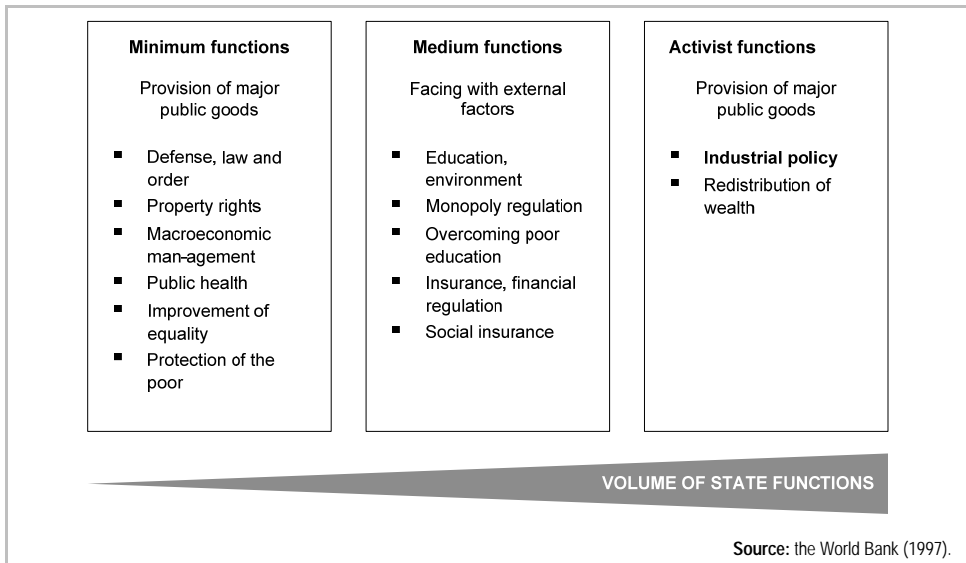 Minimum functions
Provision of major
public goods
■ Defense, law and
order
■ Property rights
■ Macroeconomic
man-agement
■ Public health
■ Improvement of
equality
■ Protection of the
poor
Medium functions
Facing with external
factors
■ Education,
environment
■ Monopoly regulation
■ Overcoming poor
education
■ Insurance, financial
regulation
■ Social insurance
Activist functions
Provision of major
public goods
■ Industrial policy
■ Redistribution of
wealth
VOLUME OF STATE FUNCTIONS
Source: the World Bank (1997).